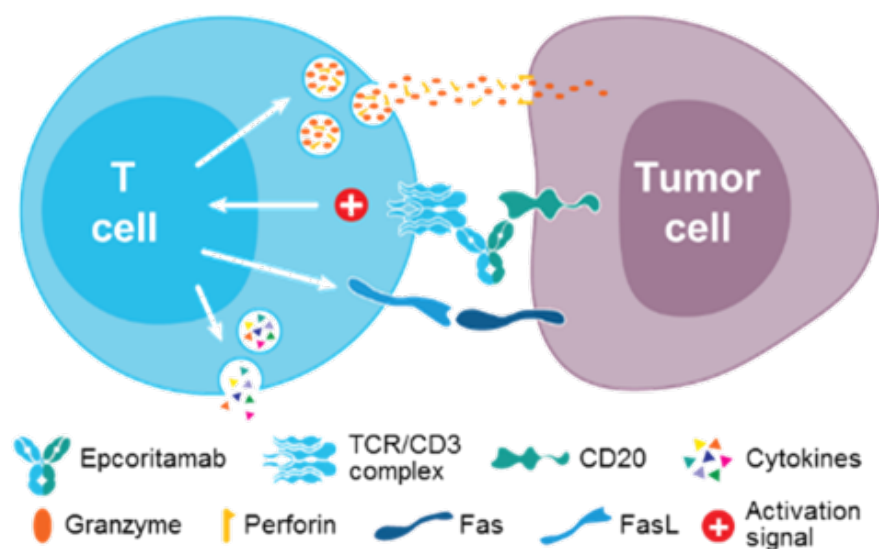 T
cell
Tumor
cell
Epcoritamab
TCR/CD3
complex
CD20
Cytokines
Granzyme
Perforin
Fas
FasL
Activation
signal